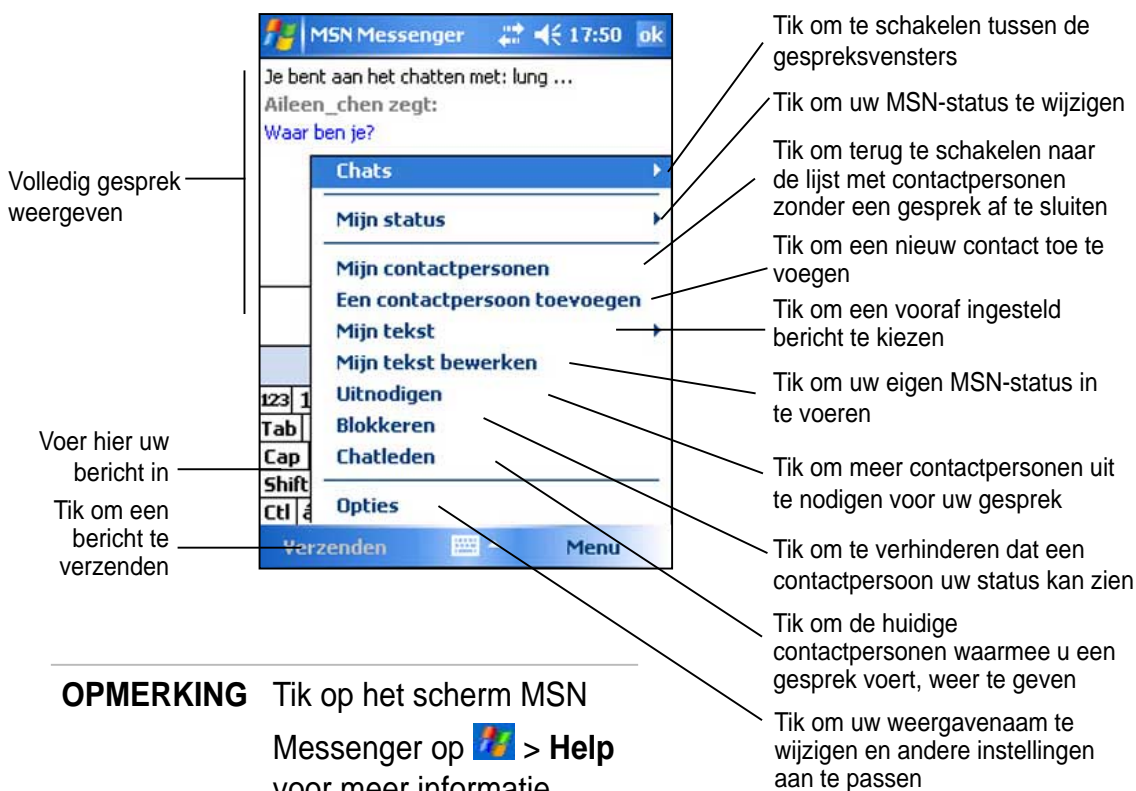 MSN Messenger 17:50 ok
Je bent aan het chatten met: lung ...
Aileen_chen zegt:
Waar ben je?
Chats
Mijn status
Mijn contactpersonen
Een contactpersoon toevoegen
Mijn tekst
Mijn tekst bewerken
Uitnodigen
Blokkeren
Chatleden
Opties
123 1
Tab
Cap
Shift
Ctl
Verzenden Menu
Volledig gesprek
weergeven
Voer hier uw
bericht in
Tik om een
bericht te
verzenden
Tik om te schakelen tussen de
gespreksvensters
Tik om uw MSN-status te wijzigen
Tik om terug te schakelen naar
de lijst met contactpersonen
zonder een gesprek af te sluiten
Tik om een nieuw contact toe te
voegen
Tik om een vooraf ingesteld
bericht te kiezen
Tik om uw eigen MSN-status in
te voeren
Tik om meer contactpersonen uit
te nodigen voor uw gesprek
Tik om te verhinderen dat een
contactpersoon uw status kan zien
Tik om de huidige
contactpersonen waarmee u een
gesprek voert, weer te geven
Tik om uw weergavenaam te
wijzigen en andere instellingen
aan te passen
OPMERKING Tik op het scherm MSN
Messenger op > Help
voor meer informatie